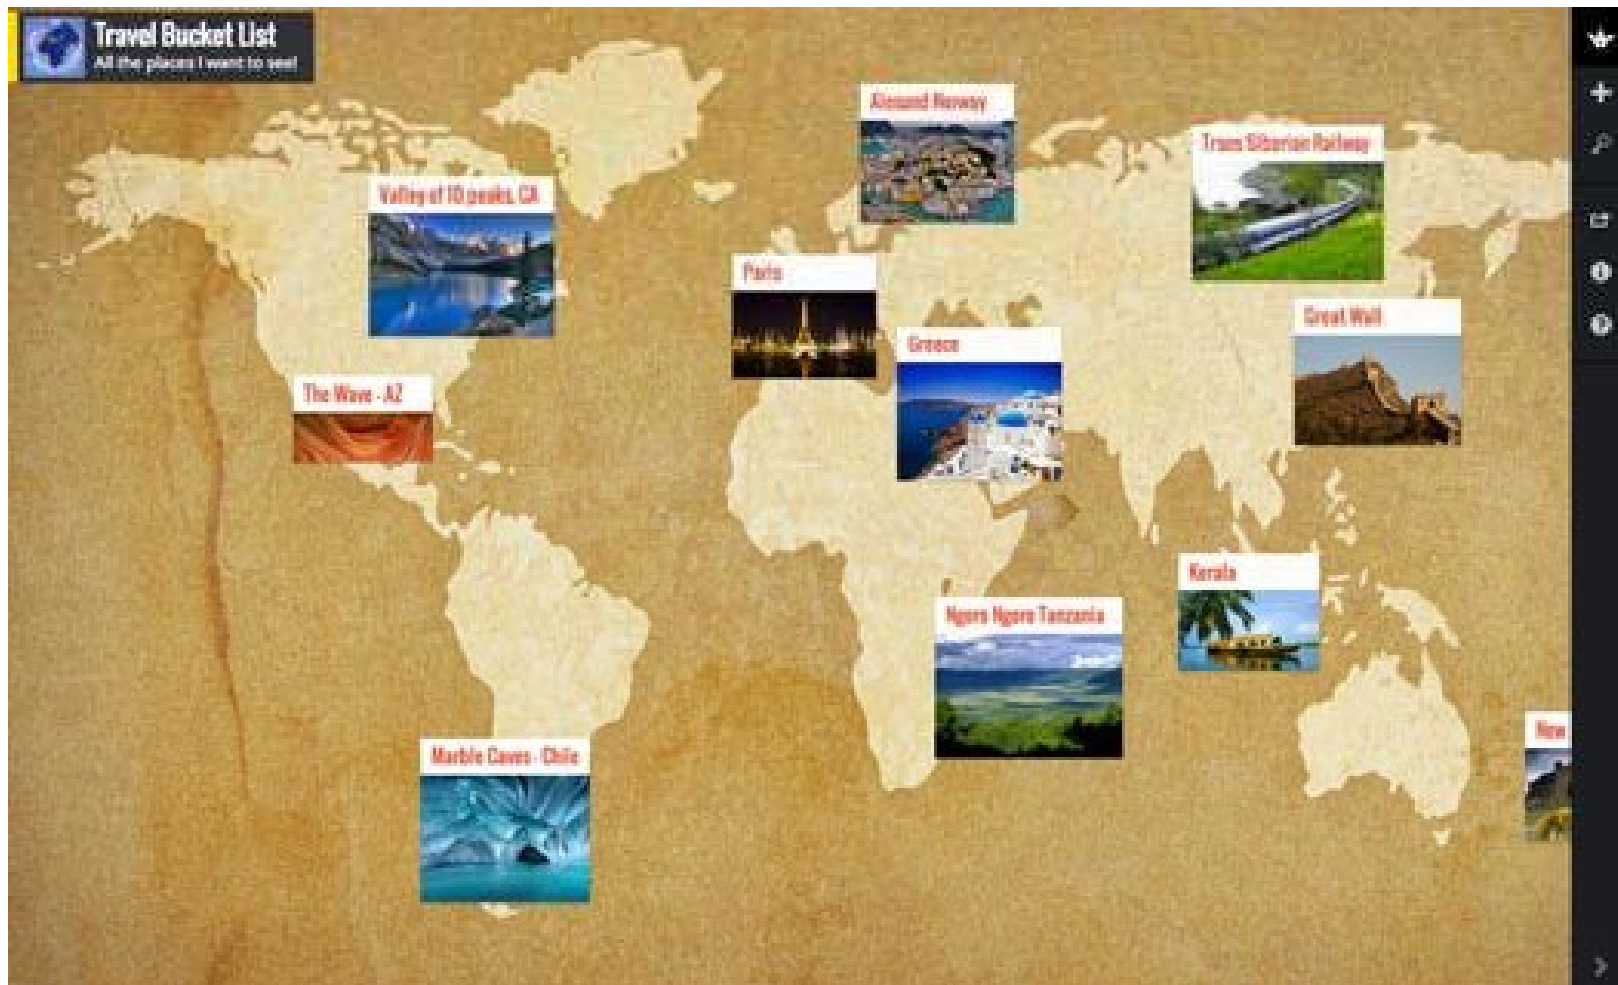 Travel Bucket List
All the places I want to see!
Alesund Norway
Trans Siberian Railway
Valley of 10 peaks, CA
Paris
Great Wall
Greece
The Wave - AZ
Kerala
Ngoro Ngoro Tanzania
New
Marble Caves - Chile